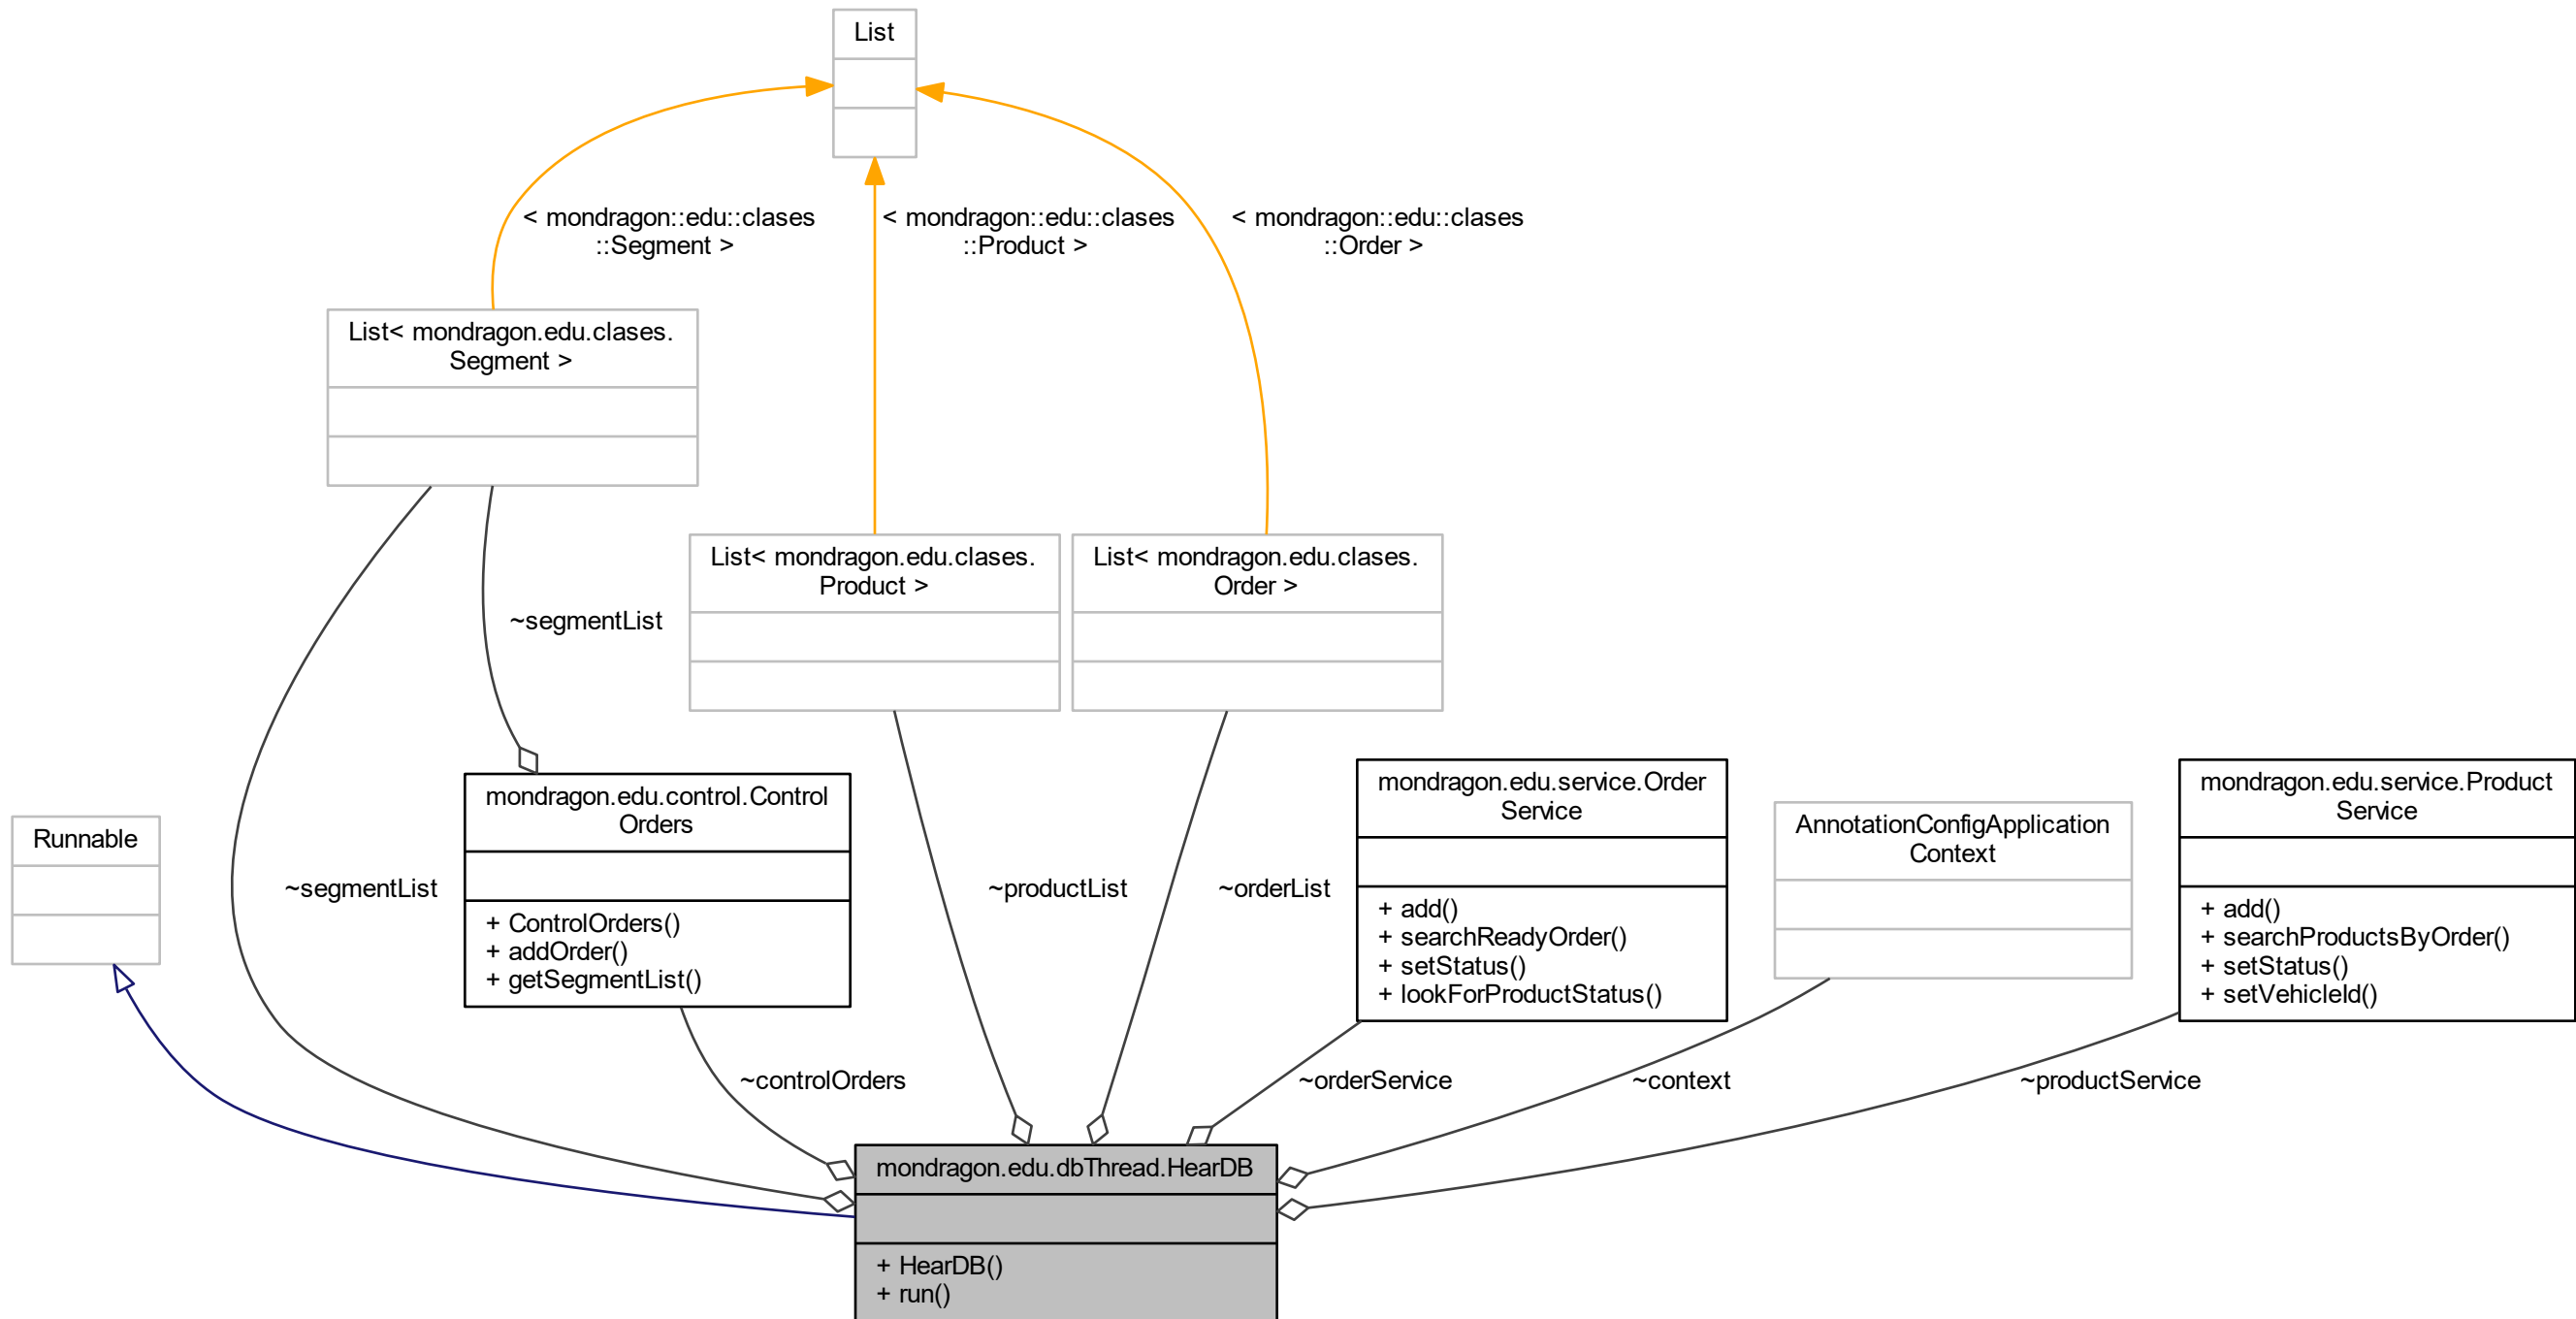 List
< mondragon::edu::clases
::Segment >
< mondragon::edu::clases
::Product >
< mondragon::edu::clases
::Order >
List< mondragon.edu.clases.
Segment >
List< mondragon.edu.clases.
Product >
List< mondragon.edu.clases.
Order >
~segmentList
mondragon.edu.control.Control
Orders
+ ControlOrders()
+ addOrder()
+ getSegmentList()
mondragon.edu.service.Order
Service
+ add()
+ searchReadyOrder()
+ setStatus()
+ lookForProductStatus()
AnnotationConfigApplication
Context
mondragon.edu.service.Product
Service
+ add()
+ searchProductsByOrder()
+ setStatus()
+ setVehicleId()
Runnable
~segmentList
~productList
~orderList
~controlOrders
~orderService
~context
~productService
mondragon.edu.dbThread.HearDB
+ HearDB()
+ run()